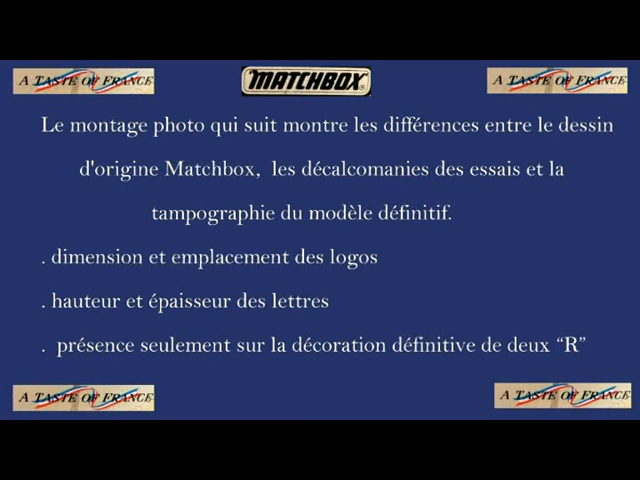 A TASTE OF FRANCE
MATCHBOX®
A TASTE OF FRANCE
Le montage photo qui suit montre les différences entre le dessin
d'origine Matchbox, les décalcomanies des essais et la
tampographie du modèle définitif.
. dimension et emplacement des logos
. hauteur et épaisseur des lettres
. présence seulement sur la décoration définitive de deux “R”
A TASTE OF FRANCE
A TASTE OF FRANCE